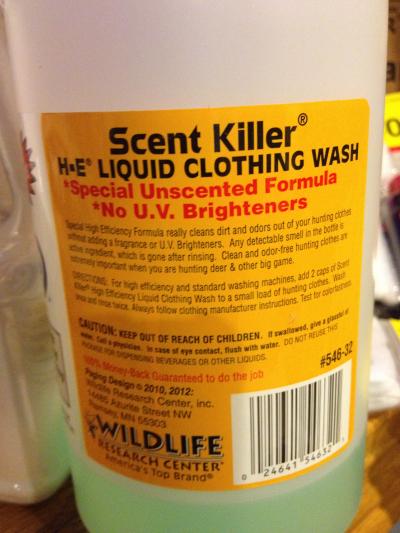 Scent Killer®
H•E® LIQUID CLOTHING WASH
*Special Unscented Formula
*No U.V. Brighteners
Special High Efficiency Formula really cleans dirt and odors out of your hunting clothes
without adding a fragrance or U.V. Brighteners. Any detectable smell in the bottle is
active ingredient, which is gone after rinsing. Clean and odor-free hunting clothes are
extremely important when you are hunting deer & other big game.
DIRECTIONS: For high efficiency and standard washing machines, add 2 caps of Scent
Killer® High Efficiency Liquid Clothing Wash to a small load of hunting clothes. Wash
once and rinse twice. Always follow clothing manufacturer instructions. Test for colorfastness.
CAUTION: KEEP OUT OF REACH OF CHILDREN. If swallowed, give a glassful of
water. Call a physician. In case of eye contact, flush with water. DO NOT REUSE THIS
PACKAGE FOR DISPENSING BEVERAGES OR OTHER LIQUIDS.
100% Money-Back Guaranteed to do the job
#546-32
Pkging Design © 2010, 2012:
Wildlife Research Center, inc.
14485 Azurite Street NW
Ramsey, MN 55303
WILDLIFE
RESEARCH CENTER®
America's Top Brand®
0 24641 54632